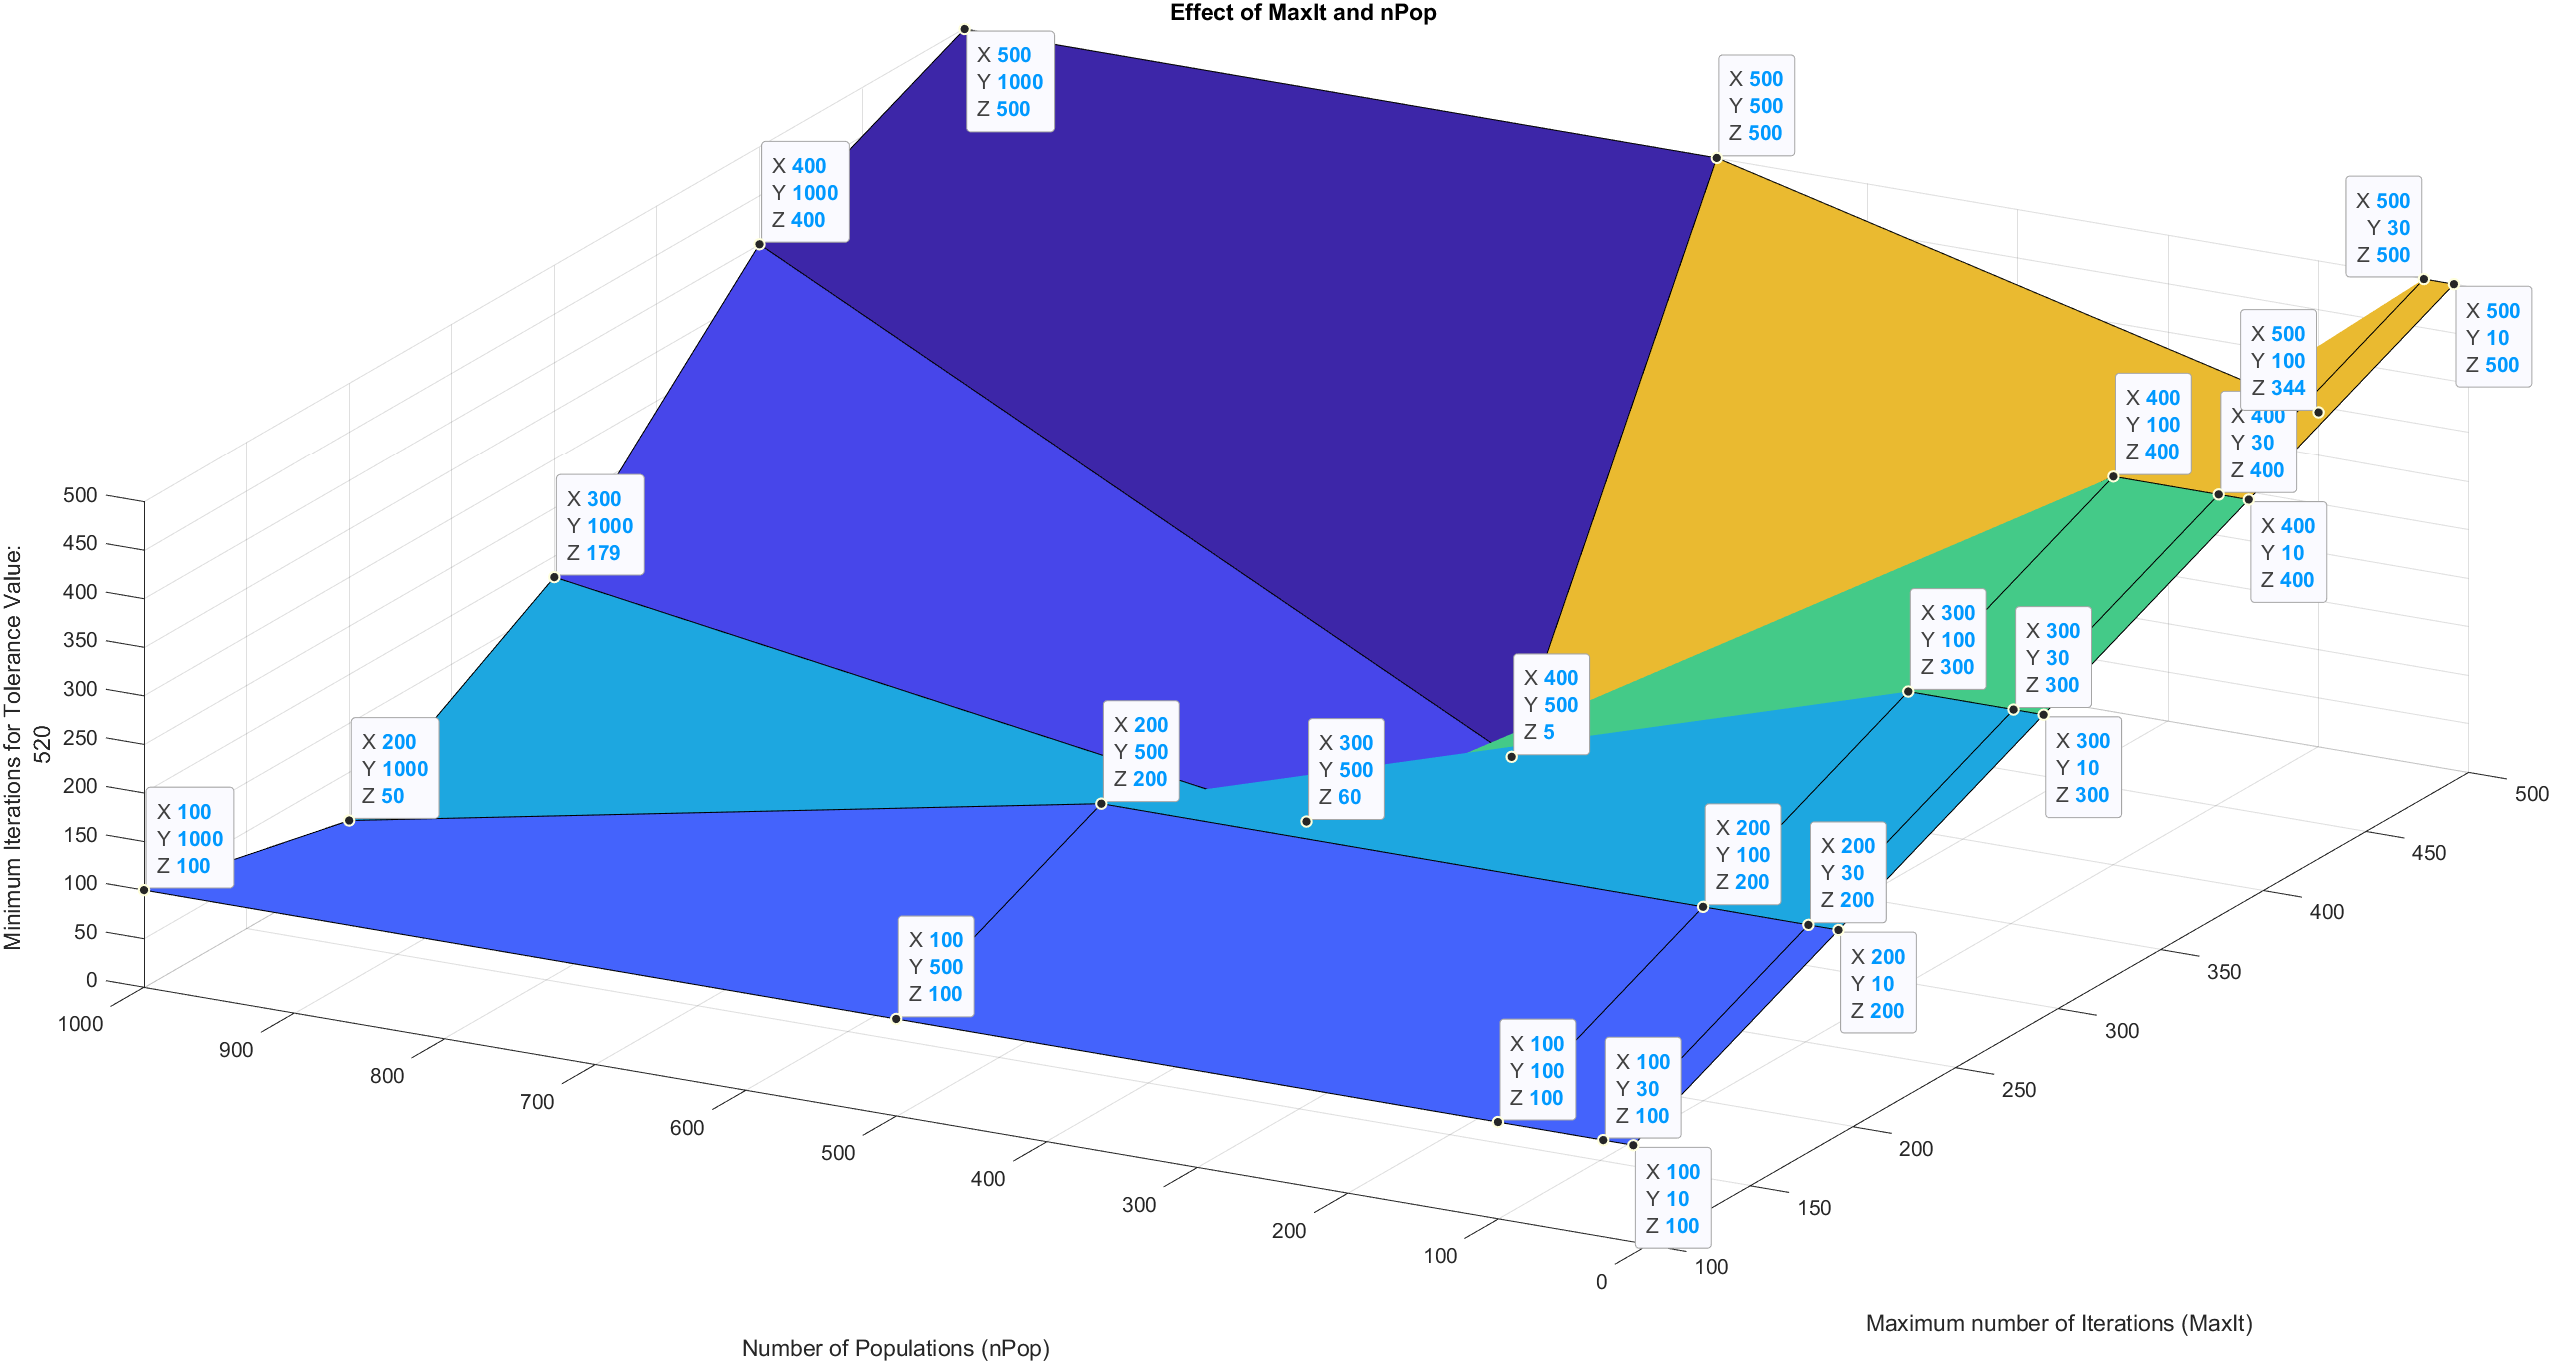 Effect of MaxIt and nPop
X 500
Y 1000
Z 500
X 500
Y 500
Z 500
X 400
Y 1000
Z 400
X 500
Y 30
Z 500
X 500
Y 10
Z 500
X 500
Y 100
Z 344
X 400
Y 100
Z 400
X 400
Y 30
Z 400
X 400
Y 10
Z 400
X 300
Y 1000
Z 179
X 300
Y 100
Z 300
X 300
Y 30
Z 300
X 300
Y 10
Z 300
X 400
Y 500
Z 5
X 200
Y 500
Z 200
X 300
Y 500
Z 60
X 200
Y 1000
Z 50
X 100
Y 1000
Z 100
X 200
Y 100
Z 200
X 200
Y 30
Z 200
X 200
Y 10
Z 200
X 100
Y 500
Z 100
X 100
Y 100
Z 100
X 100
Y 30
Z 100
X 100
Y 10
Z 100
Minimum Iterations for Tolerance Value:
520
500
450
400
350
300
250
200
150
100
50
0
1000
900
800
700
600
500
400
300
200
100
0
Number of Populations (nPop)
500
450
400
350
300
250
200
150
100
Maximum number of Iterations (MaxIt)